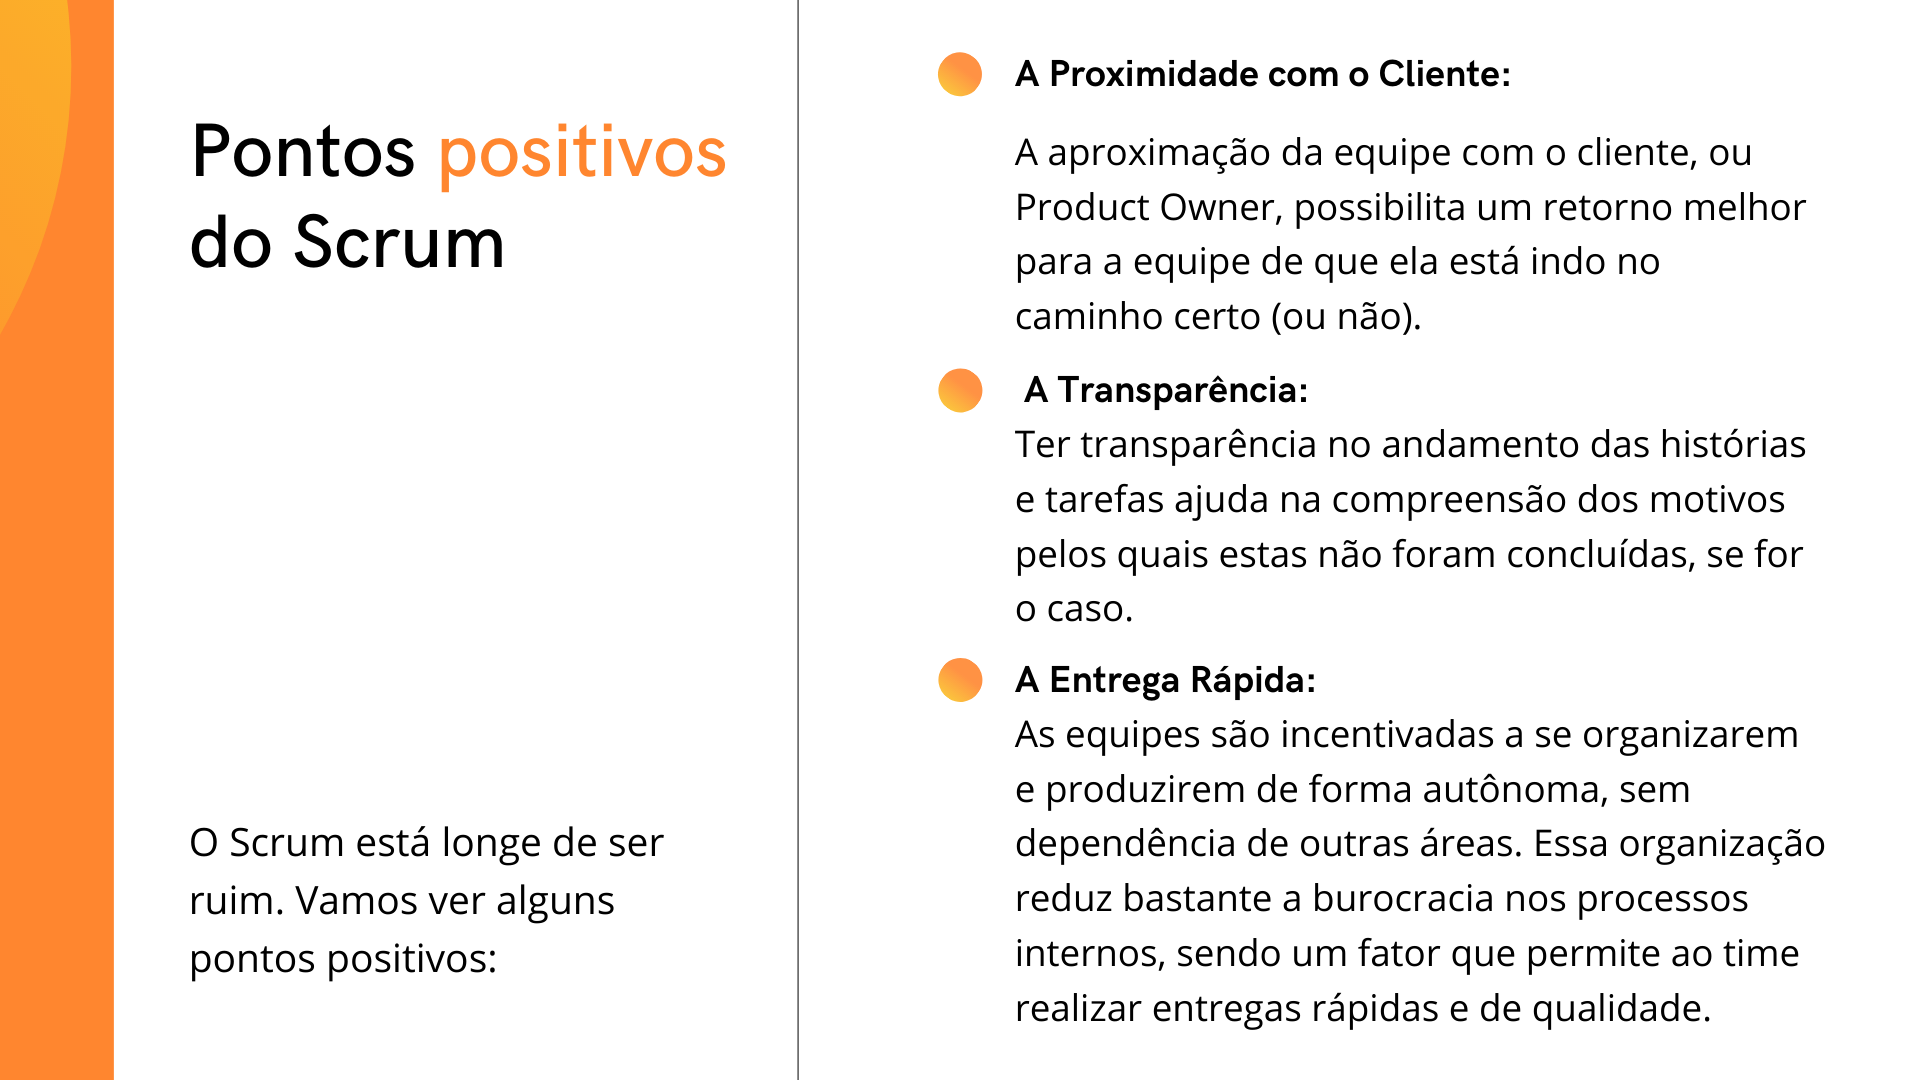 Pontos positivos
do Scrum
O Scrum está longe de ser
ruim. Vamos ver alguns
pontos positivos:
A Proximidade com o Cliente:
A aproximação da equipe com o cliente, ou
Product Owner, possibilita um retorno melhor
para a equipe de que ela está indo no
caminho certo (ou não).
A Transparência:
Ter transparência no andamento das histórias
e tarefas ajuda na compreensão dos motivos
pelos quais estas não foram concluídas, se for
o caso.
A Entrega Rápida:
As equipes são incentivadas a se organizarem
e produzirem de forma autônoma, sem
dependência de outras áreas. Essa organização
reduz bastante a burocracia nos processos
internos, sendo um fator que permite ao time
realizar entregas rápidas e de qualidade.